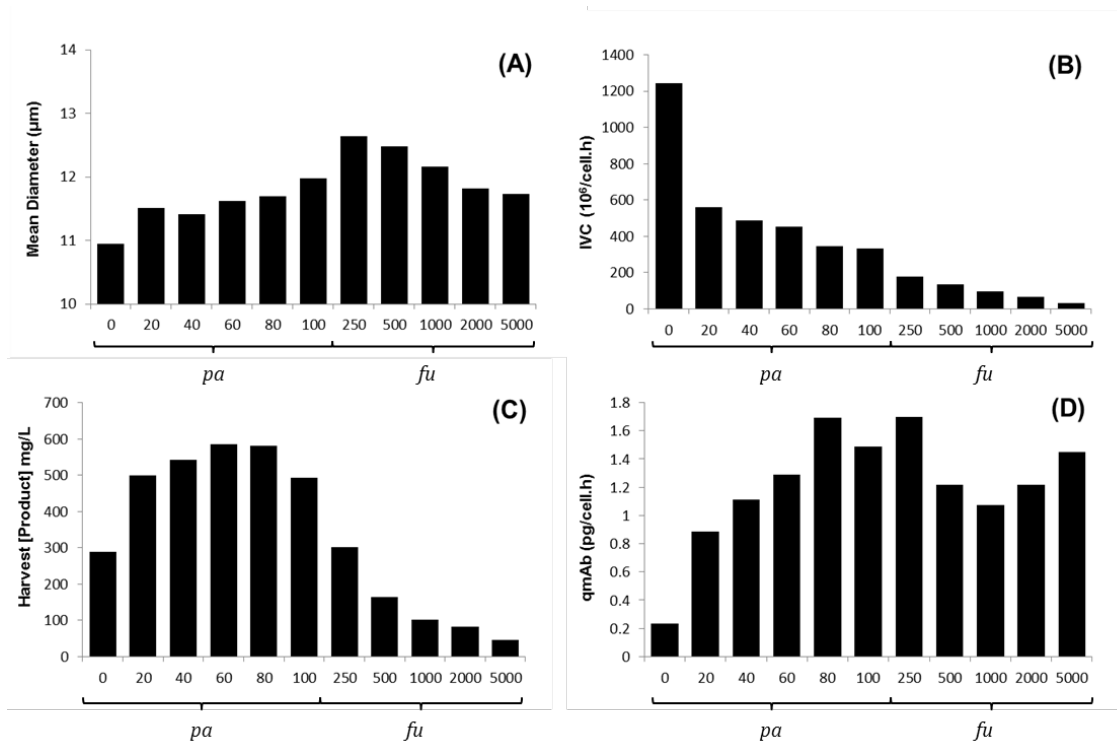 (A)
Mean Diameter (µm)
14
13
12
11
10
0 20 40 60 80 100 250 500 1000 2000 5000
pa fu
(B)
IVC (10⁶/cell.h)
1400
1200
1000
800
600
400
200
0
0 20 40 60 80 100 250 500 1000 2000 5000
pa fu
(C)
Harvest [Product] mg/L
700
600
500
400
300
200
100
0
0 20 40 60 80 100 250 500 1000 2000 5000
pa fu
(D)
qmAb (pg/cell.h)
1.8
1.6
1.4
1.2
1
0.8
0.6
0.4
0.2
0
0 20 40 60 80 100 250 500 1000 2000 5000
pa fu